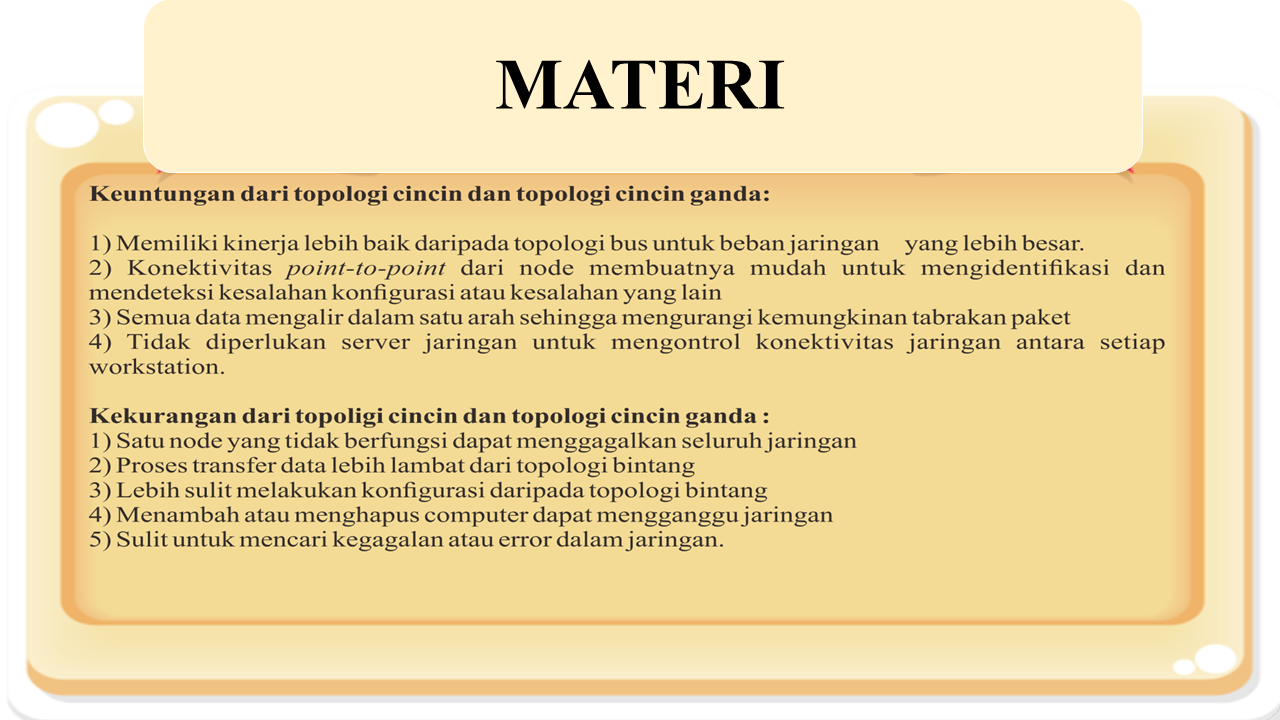 MATERI
Keuntungan dari topologi cincin dan topologi cincin ganda:
1) Memiliki kinerja lebih baik daripada topologi bus untuk beban jaringan yang lebih besar.
2) Konektivitas point-to-point dari node membuatnya mudah untuk mengidentifikasi dan
mendeteksi kesalahan konfigurasi atau kesalahan yang lain
3) Semua data mengalir dalam satu arah sehingga mengurangi kemungkinan tabrakan paket
4) Tidak diperlukan server jaringan untuk mengontrol konektivitas jaringan antara setiap
workstation.
Kekurangan dari topoligi cincin dan topologi cincin ganda :
1) Satu node yang tidak berfungsi dapat menggagalkan seluruh jaringan
2) Proses transfer data lebih lambat dari topologi bintang
3) Lebih sulit melakukan konfigurasi daripada topologi bintang
4) Menambah atau menghapus computer dapat mengganggu jaringan
5) Sulit untuk mencari kegagalan atau error dalam jaringan.